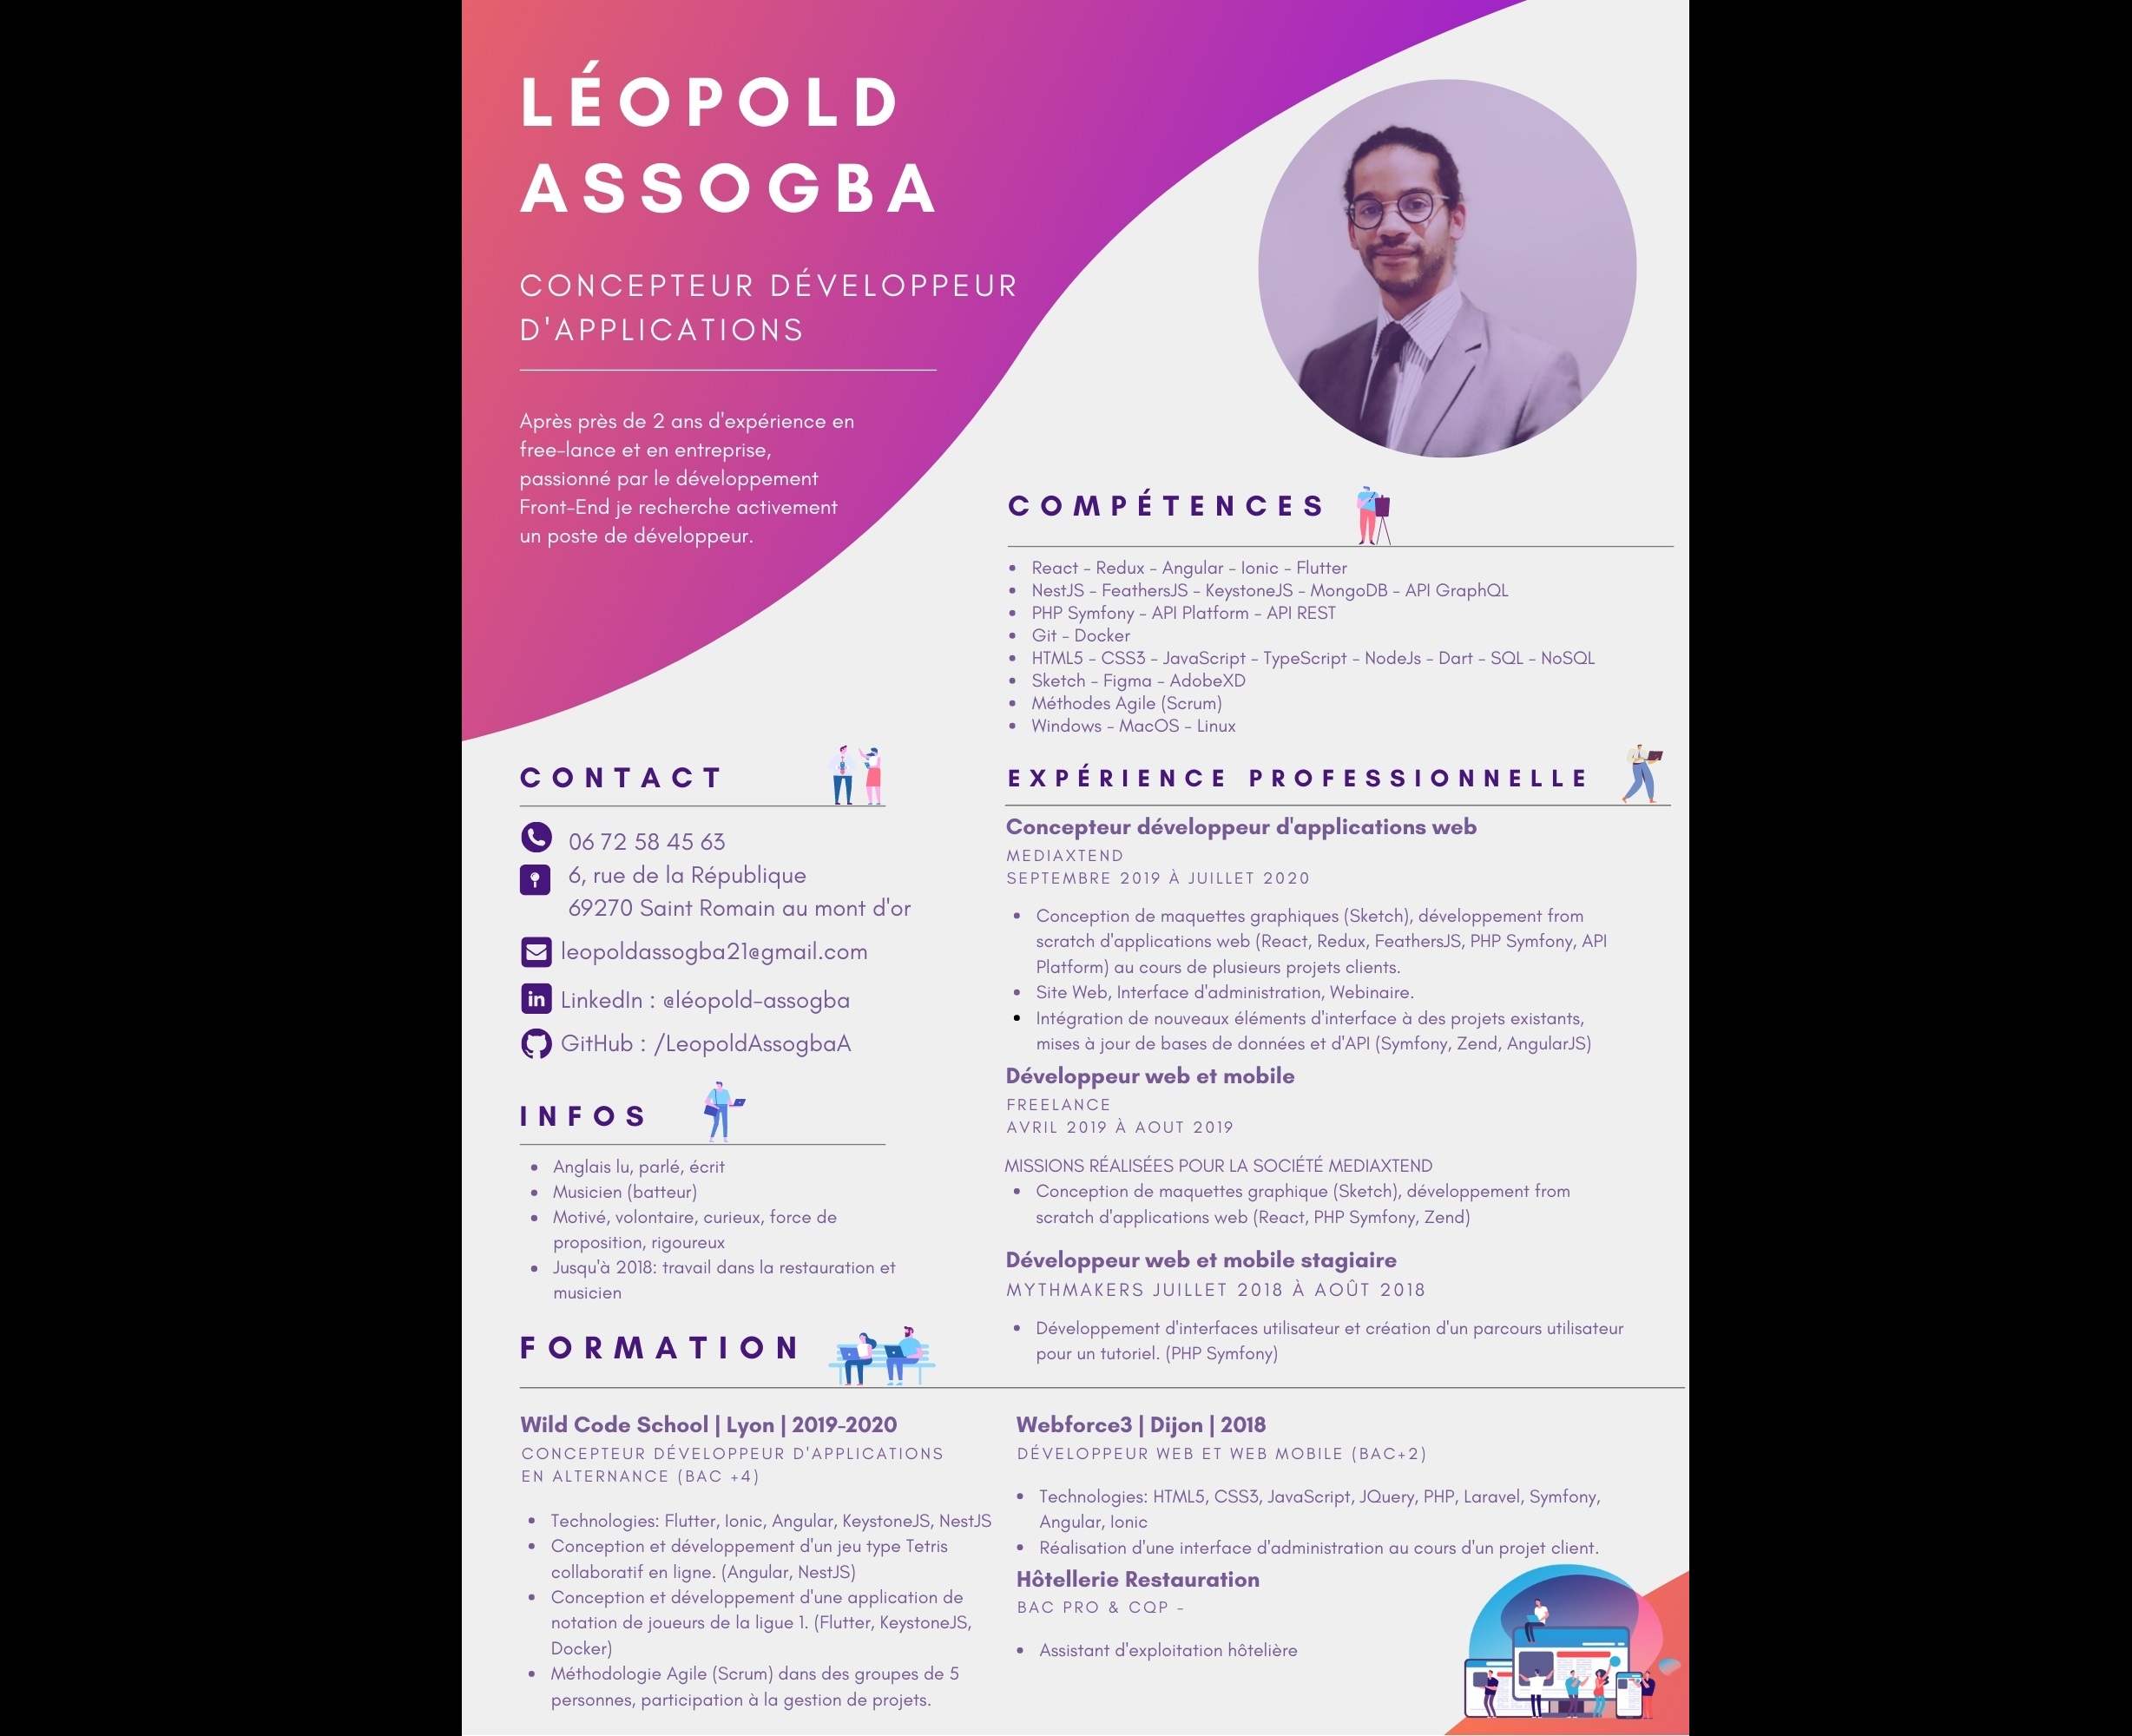 LÉOPOLD
ASSOGBA
CONCEPTEUR DÉVELOPPEUR
D'APPLICATIONS
Après près de 2 ans d'expérience en
free-lance et en entreprise,
passionné par le développement
Front-End je recherche activement
un poste de développeur.
COMPÉTENCES
React - Redux - Angular - Ionic - Flutter
NestJS - FeathersJS - KeystoneJS - MongoDB - API GraphQL
PHP Symfony - API Platform - API REST
Git - Docker
HTML5 - CSS3 - JavaScript - TypeScript - NodeJs - Dart - SQL - NoSQL
Sketch - Figma - AdobeXD
Méthodes Agile (Scrum)
Windows - MacOS - Linux
CONTACT
06 72 58 45 63
6, rue de la République
69270 Saint Romain au mont d'or
leopoldassogba21@gmail.com
LinkedIn : @léopold-assogba
GitHub : /LeopoldAssogbaA
INFOS
Anglais lu, parlé, écrit
Musicien (batteur)
Motivé, volontaire, curieux, force de
proposition, rigoureux
Jusqu'à 2018: travail dans la restauration et
musicien
EXPÉRIENCE PROFESSIONNELLE
Concepteur développeur d'applications web
MEDIAXTEND
SEPTEMBRE 2019 À JUILLET 2020
Conception de maquettes graphiques (Sketch), développement from
scratch d'applications web (React, Redux, FeathersJS, PHP Symfony, API
Platform) au cours de plusieurs projets clients.
Site Web, Interface d'administration, Webinaire.
Intégration de nouveaux éléments d'interface à des projets existants,
mises à jour de bases de données et d'API (Symfony, Zend, AngularJS)
Développeur web et mobile
FREELANCE
AVRIL 2019 À AOUT 2019
MISSIONS RÉALISÉES POUR LA SOCIÉTÉ MEDIAXTEND
Conception de maquettes graphique (Sketch), développement from
scratch d'applications web (React, PHP Symfony, Zend)
Développeur web et mobile stagiaire
MYTHMAKERS JUILLET 2018 À AOÛT 2018
Développement d'interfaces utilisateur et création d'un parcours utilisateur
pour un tutoriel. (PHP Symfony)
FORMATION
Wild Code School | Lyon | 2019-2020
CONCEPTEUR DÉVELOPPEUR D'APPLICATIONS
EN ALTERNANCE (BAC +4)
Technologies: Flutter, Ionic, Angular, KeystoneJS, NestJS
Conception et développement d'un jeu type Tetris
collaboratif en ligne. (Angular, NestJS)
Conception et développement d'une application de
notation de joueurs de la ligue 1. (Flutter, KeystoneJS,
Docker)
Méthodologie Agile (Scrum) dans des groupes de 5
personnes, participation à la gestion de projets.
Webforce3 | Dijon | 2018
DÉVELOPPEUR WEB ET WEB MOBILE (BAC+2)
Technologies: HTML5, CSS3, JavaScript, JQuery, PHP, Laravel, Symfony,
Angular, Ionic
Réalisation d'une interface d'administration au cours d'un projet client.
Hôtellerie Restauration
BAC PRO & CQP -
Assistant d'exploitation hôtelière